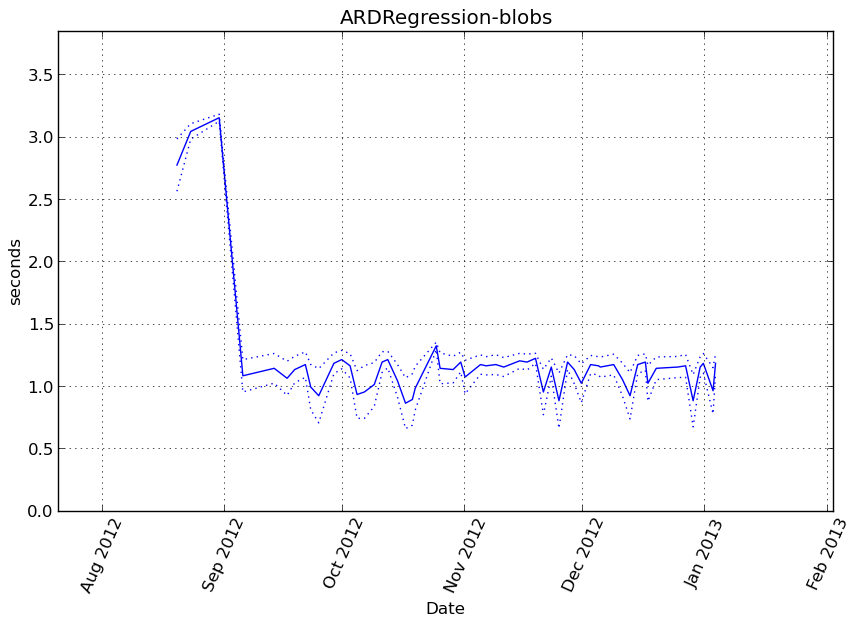 ARDRegression-blobs
3.5
3.0
2.5
2.0
1.5
1.0
0.5
0.0
seconds
Aug 2012
Sep 2012
Oct 2012
Nov 2012
Dec 2012
Jan 2013
Feb 2013
Date